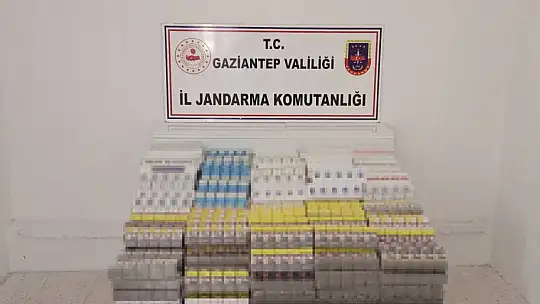 T.C.
GAZİANTEP VALİLİĞİ
İL JANDARMA KOMUTANLIĞI